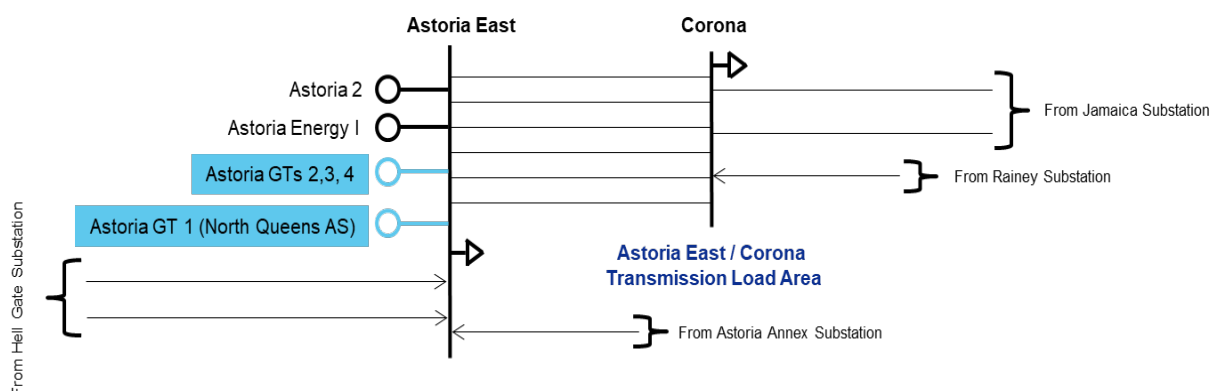 Astoria East
Corona
Astoria 2
Astoria Energy I
Astoria GTs 2,3, 4
Astoria GT 1 (North Queens AS)
From Jamaica Substation
From Rainey Substation
Astoria East / Corona
Transmission Load Area
From Hell Gate Substation
From Astoria Annex Substation